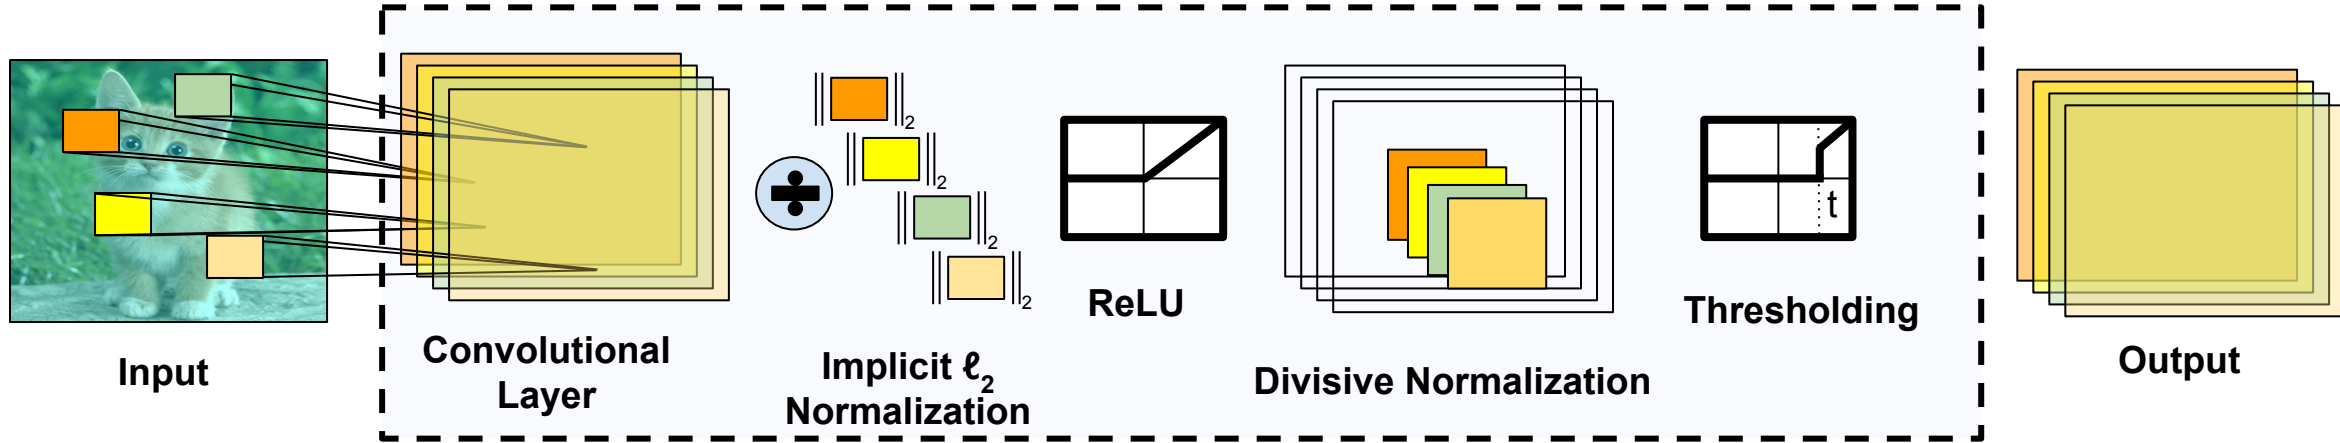 Input
Convolutional
Layer
2
2
2
2
Implicit ℓ2
Normalization
ReLU
Divisive Normalization
t
Thresholding
Output